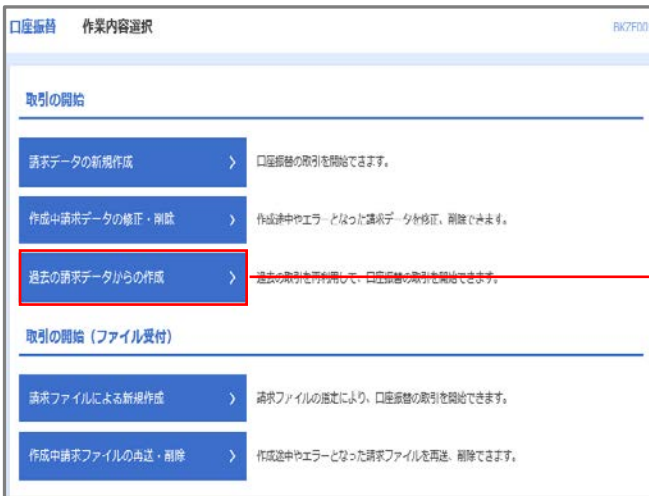 口座振替 作業内容選択 BKZF00
取引の開始
請求データの新規作成 口座振替の取引を開始できます。
作成中請求データの修正・削除 作成途中やエラーとなった請求データを修正、削除できます。
過去の請求データからの作成 過去の取引を再利用して、口座振替の取引を開始できます。
取引の開始（ファイル受付）
請求ファイルによる新規作成 請求ファイルの指定により、口座振替の取引を開始できます。
作成中請求ファイルの再送・削除 作成途中やエラーとなった請求ファイルを再送、削除できます。